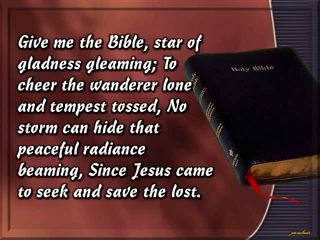 Give me the Bible, star of
gladness gleaming; To
cheer the wanderer lone
and tempest tossed, No
storm can hide that
peaceful radiance
beaming, Since Jesus came
to seek and save the lost.
Holy Bible